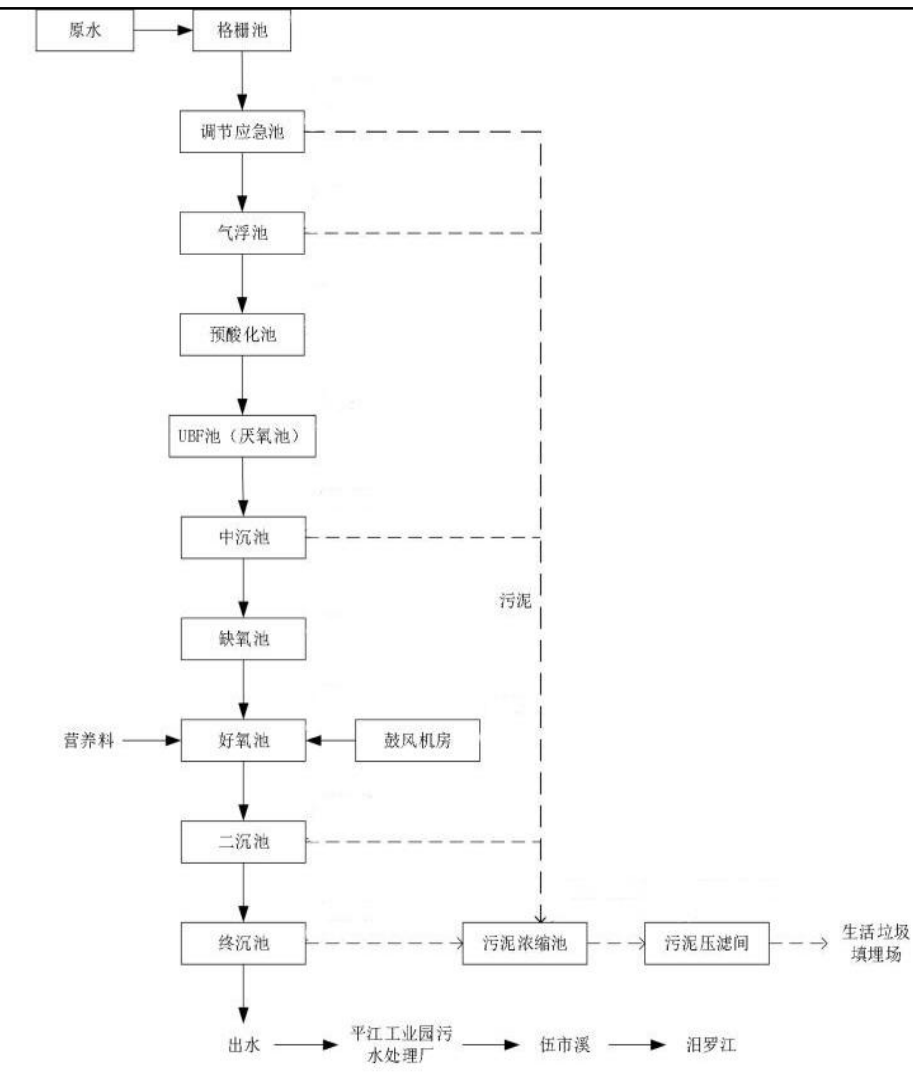 原水
格栅池
调节应急池
气浮池
预酸化池
UBF池（厌氧池）
中沉池
污泥
缺氧池
营养料
好氧池
鼓风机房
二沉池
终沉池
污泥浓缩池
污泥压滤间
生活垃圾
填埋场
出水
平江工业园污
水处理厂
伍市溪
汨罗江